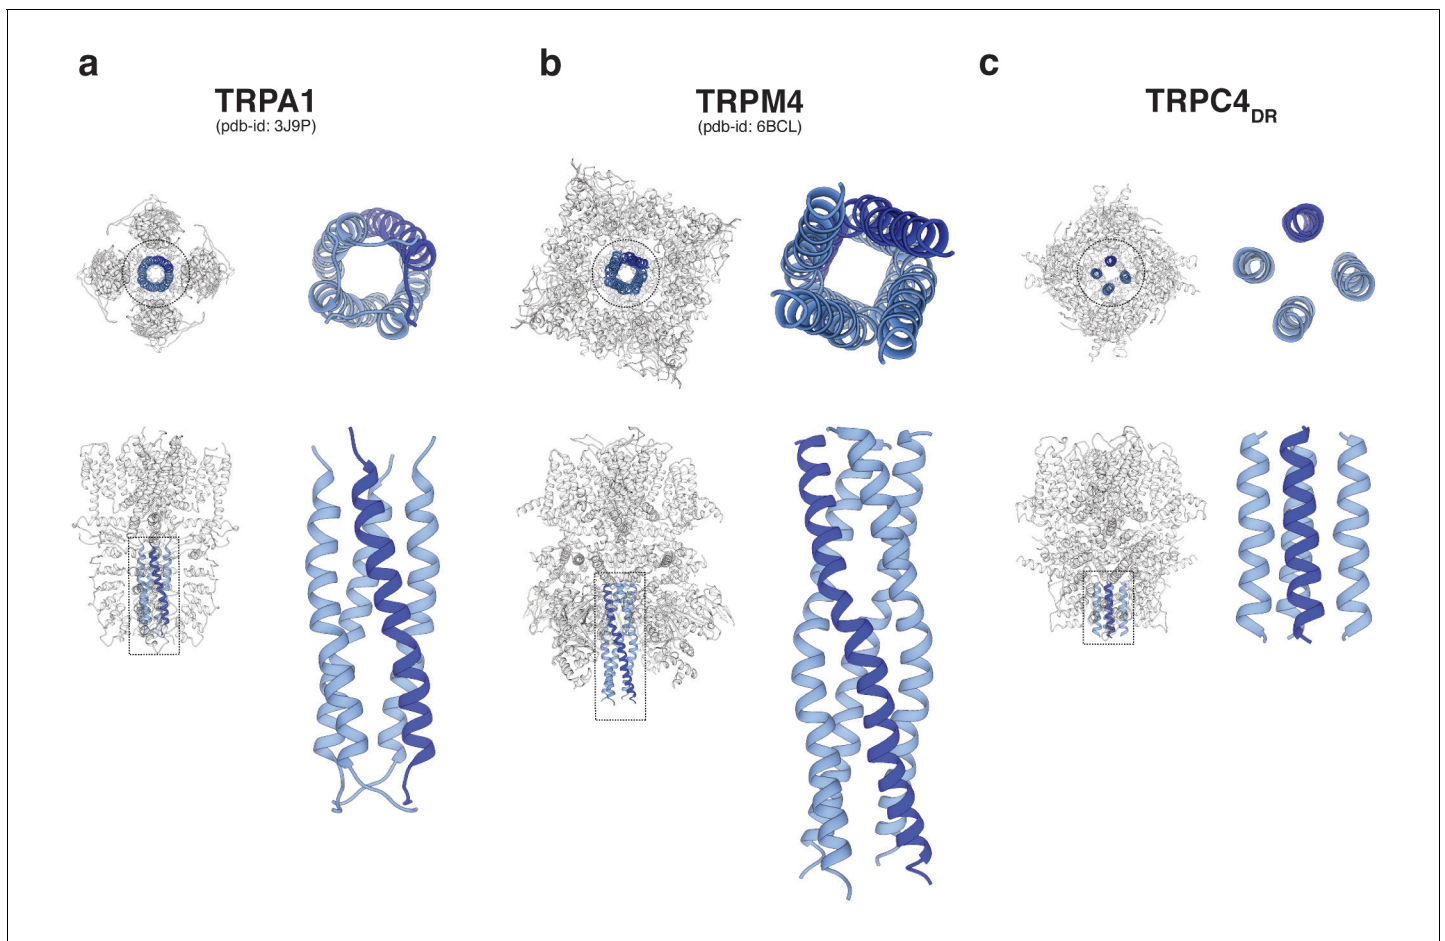 a
TRPA1
(pdb-id: 3J9P)
b
TRPM4
(pdb-id: 6BCL)
c
TRPC4DR